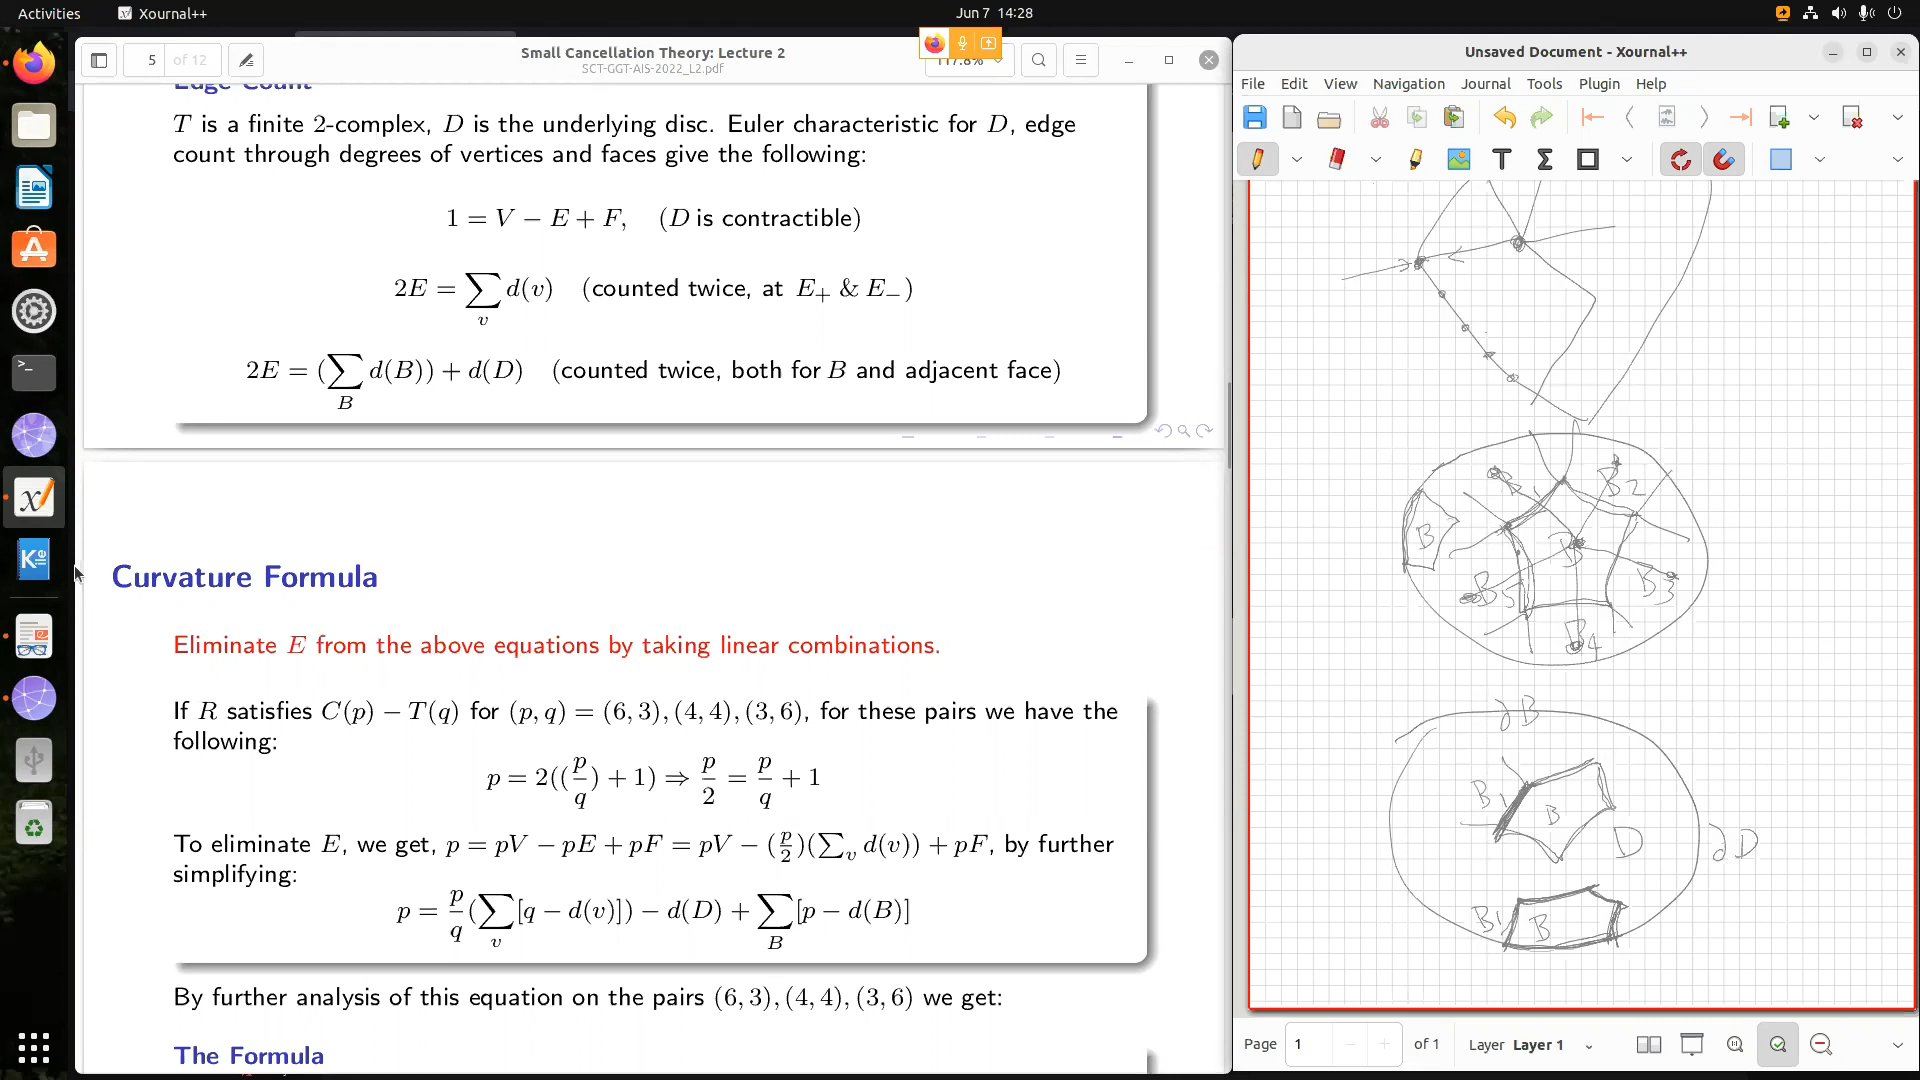 Activities
Xournal++
Jun 7 14:28
5 of 12
Small Cancellation Theory: Lecture 2
SCT-GGT-AIS-2022_L2.pdf
117.8%
Edge Count
T is a finite 2-complex, D is the underlying disc. Euler characteristic for D, edge
count through degrees of vertices and faces give the following:
1 = V − E + F, (D is contractible)
2E = ∑_v d(v) (counted twice, at E₊ & E₋)
2E = (∑_B d(B)) + d(D) (counted twice, both for B and adjacent face)
Curvature Formula
Eliminate E from the above equations by taking linear combinations.
If R satisfies C(p) − T(q) for (p, q) = (6, 3), (4, 4), (3, 6), for these pairs we have the
following:
p = 2((p/q) + 1) ⇒ p/2 = p/q + 1
To eliminate E, we get, p = pV − pE + pF = pV − (p/2)(∑_v d(v)) + pF, by further
simplifying:
p = p/q (∑_v [q − d(v)]) − d(D) + ∑_B [p − d(B)]
By further analysis of this equation on the pairs (6, 3), (4, 4), (3, 6) we get:
The Formula
Unsaved Document - Xournal++
File Edit View Navigation Journal Tools Plugin Help
B₁
B₂
B
B
B₅
B₃
B₄
∂B
B₁
B
D
∂D
B₁
B
Page 1 of 1 Layer Layer 1